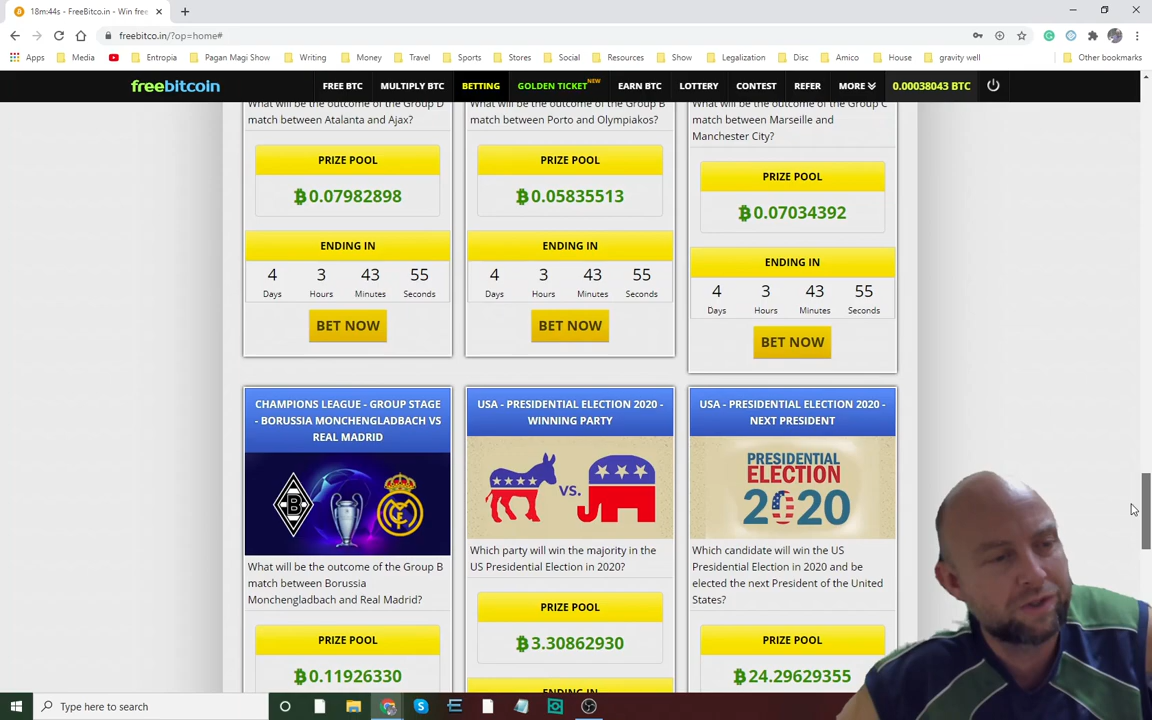 18m:44s - FreeBitco.in - Win free
freebitco.in/?op=home#
Apps Media Entropia Pagan Magi Show Writing Money Travel Sports Stores Social Resources Show Legalization Disc Amico House gravity well Other bookmarks
freebitcoin FREE BTC MULTIPLY BTC BETTING GOLDEN TICKET NEW EARN BTC LOTTERY CONTEST REFER MORE 0.00038043 BTC
What will be the outcome of the Group D
match between Atalanta and Ajax?
PRIZE POOL
0.07982898
ENDING IN
4 3 43 55
Days Hours Minutes Seconds
BET NOW
What will be the outcome of the Group B
match between Porto and Olympiakos?
PRIZE POOL
0.05835513
ENDING IN
4 3 43 55
Days Hours Minutes Seconds
BET NOW
What will be the outcome of the Group C
match between Marseille and
Manchester City?
PRIZE POOL
0.07034392
ENDING IN
4 3 43 55
Days Hours Minutes Seconds
BET NOW
CHAMPIONS LEAGUE - GROUP STAGE
- BORUSSIA MONCHENGLADBACH VS
REAL MADRID
What will be the outcome of the Group B
match between Borussia
Monchengladbach and Real Madrid?
PRIZE POOL
0.11926330
USA - PRESIDENTIAL ELECTION 2020 -
WINNING PARTY
VS.
Which party will win the majority in the
US Presidential Election in 2020?
PRIZE POOL
3.30862930
ENDING IN
USA - PRESIDENTIAL ELECTION 2020 -
NEXT PRESIDENT
PRESIDENTIAL
ELECTION
2020
Which candidate will win the US
Presidential Election in 2020 and be
elected the next President of the United
States?
PRIZE POOL
24.29629355
Type here to search